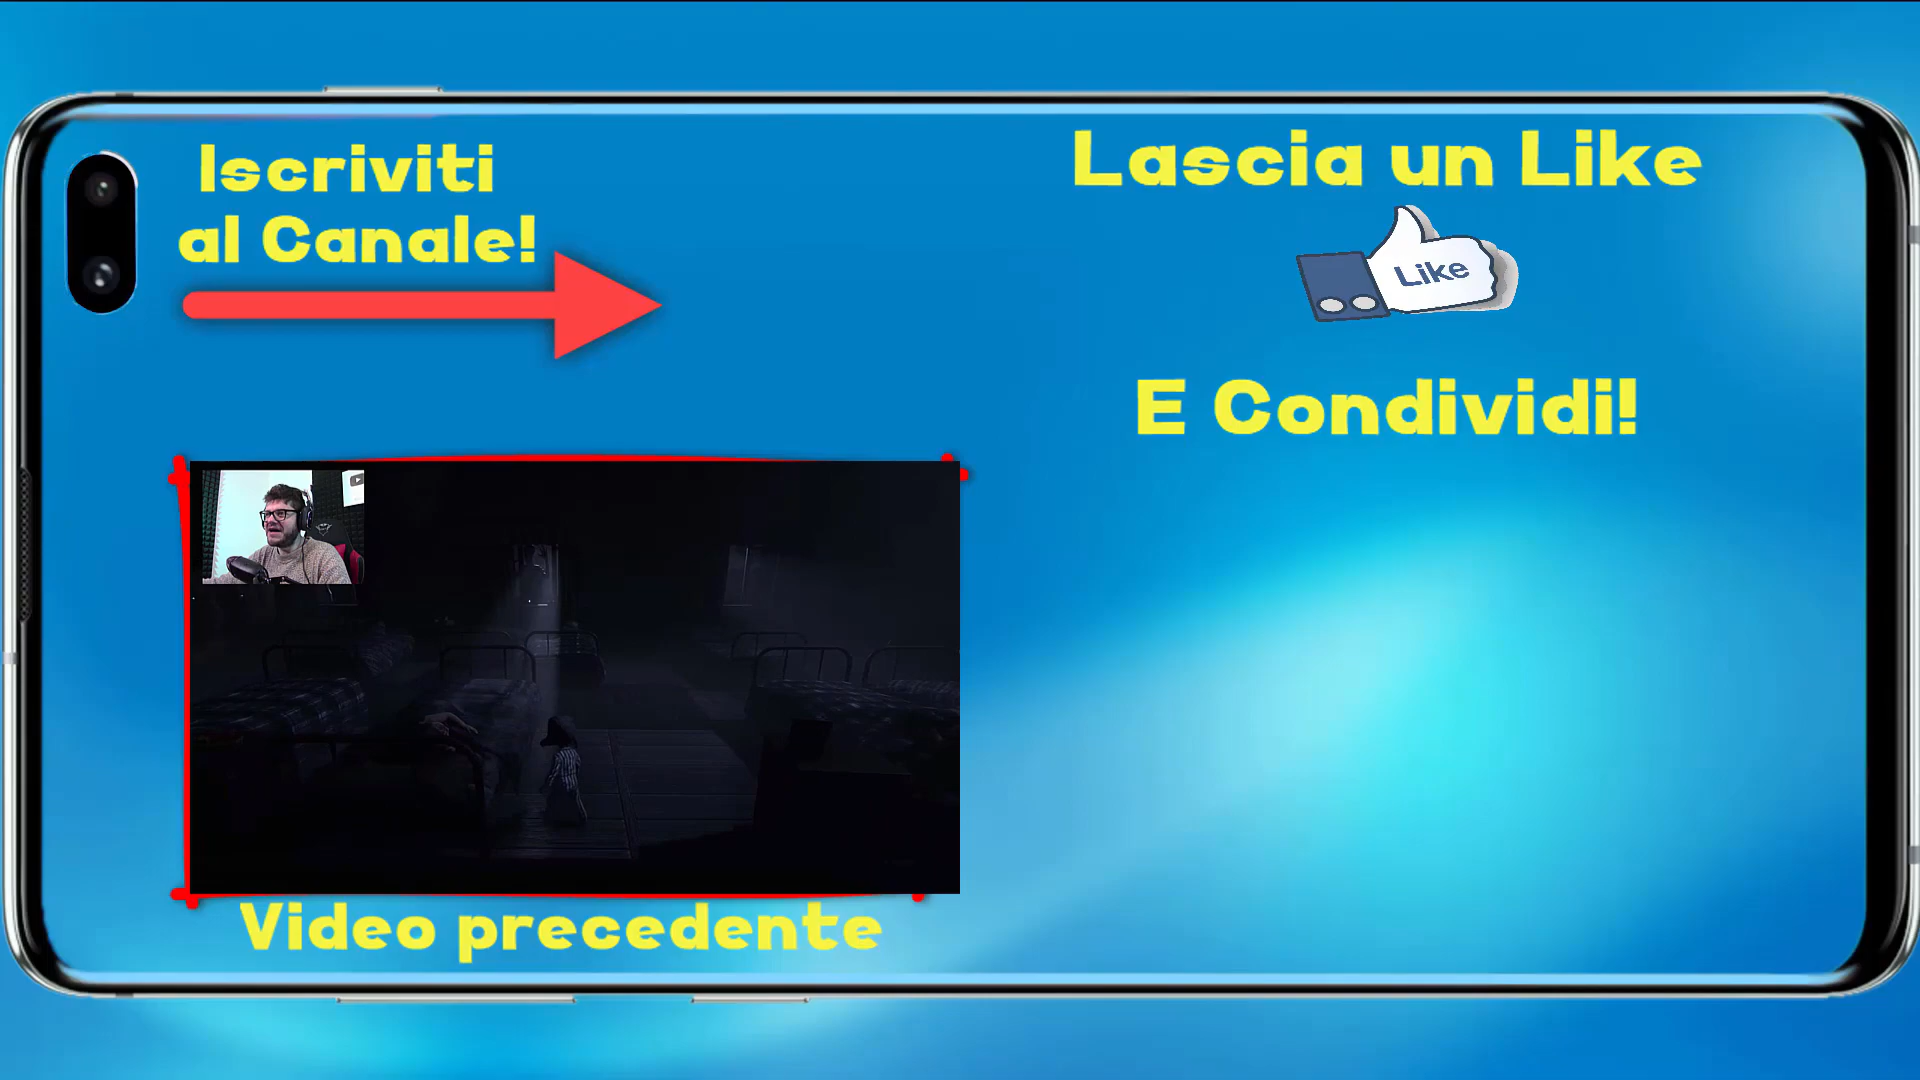 Iscriviti
al Canale!
Lascia un Like
Like
E Condividi!
Video precedente